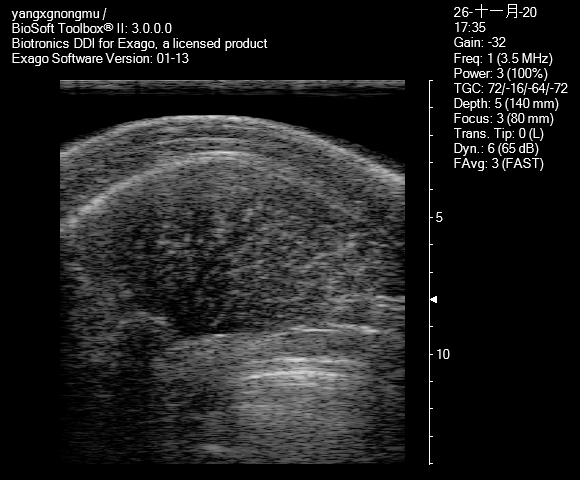 yangxgnongmu /
BioSoft Toolbox® II: 3.0.0.0
Biotronics DDI for Exago, a licensed product
Exago Software Version: 01-13
26-十一月-20
17:35
Gain: -32
Freq: 1 (3.5 MHz)
Power: 3 (100%)
TGC: 72/-16/-64/-72
Depth: 5 (140 mm)
Focus: 3 (80 mm)
Trans. Tip: 0 (L)
Dyn.: 6 (65 dB)
FAvg: 3 (FAST)
5
10